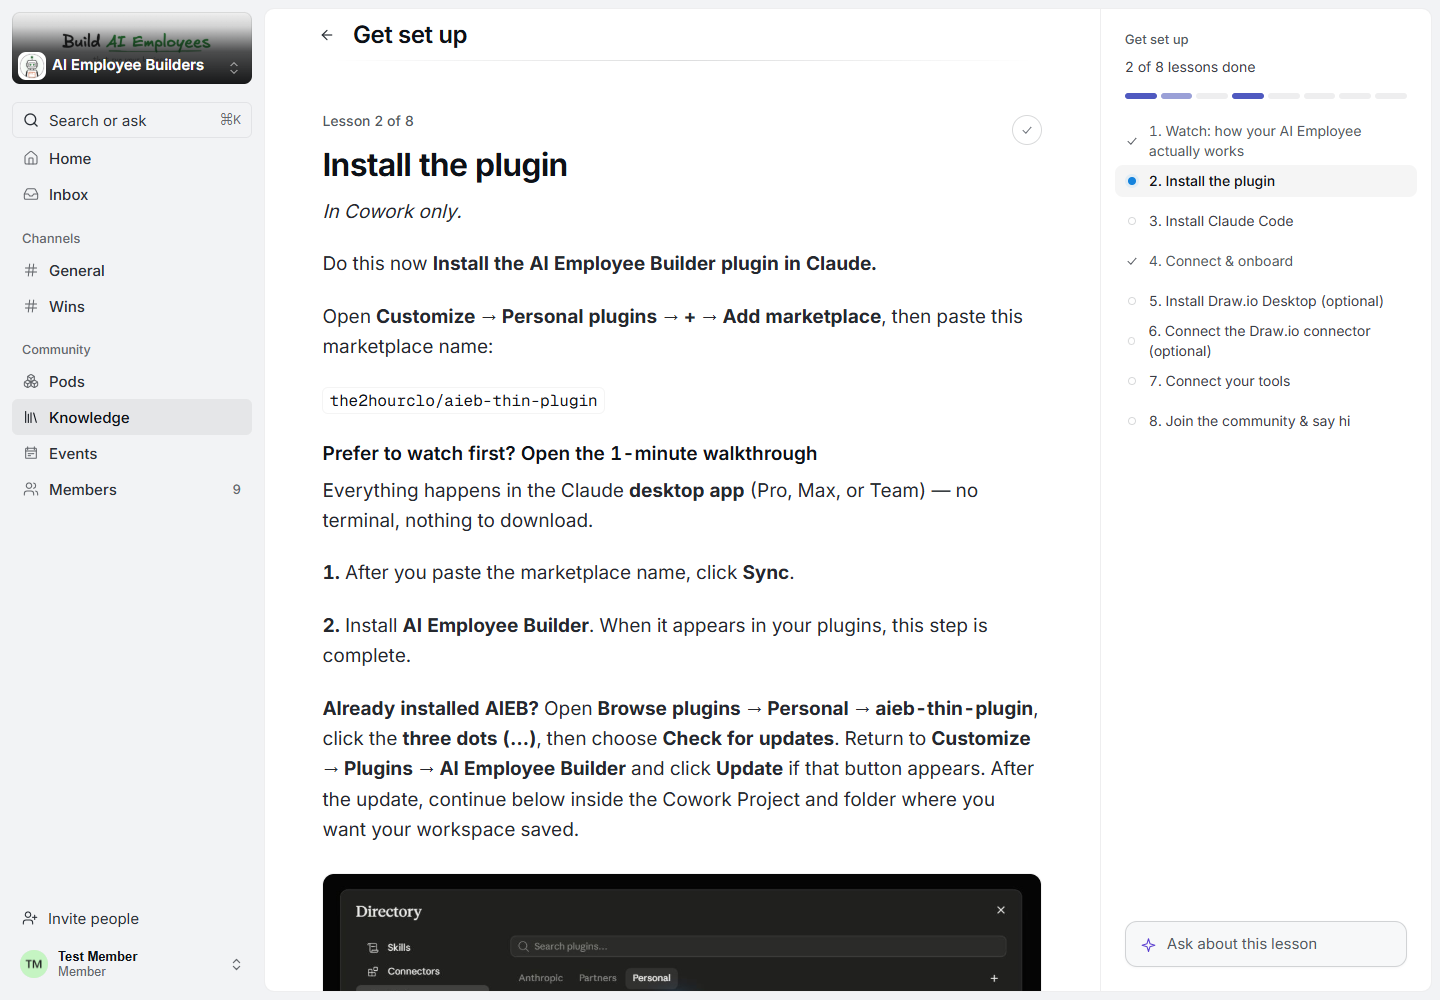 Build AI Employees
AI Employee Builders
Search or ask
⌘K
Home
Inbox
Channels
General
Wins
Community
Pods
Knowledge
Events
Members
9
Invite people
TM
Test Member
Member
Get set up
Lesson 2 of 8
Install the plugin
In Cowork only.
Do this now Install the AI Employee Builder plugin in Claude.
Open Customize → Personal plugins → + → Add marketplace, then paste this
marketplace name:
the2hourclo/aieb-thin-plugin
Prefer to watch first? Open the 1-minute walkthrough
Everything happens in the Claude desktop app (Pro, Max, or Team) — no
terminal, nothing to download.
1. After you paste the marketplace name, click Sync.
2. Install AI Employee Builder. When it appears in your plugins, this step is
complete.
Already installed AIEB? Open Browse plugins → Personal → aieb-thin-plugin,
click the three dots (…), then choose Check for updates. Return to Customize
→ Plugins → AI Employee Builder and click Update if that button appears. After
the update, continue below inside the Cowork Project and folder where you
want your workspace saved.
Directory
Skills
Connectors
Search plugins...
Anthropic
Partners
Personal
Get set up
2 of 8 lessons done
1. Watch: how your AI Employee
actually works
2. Install the plugin
3. Install Claude Code
4. Connect & onboard
5. Install Draw.io Desktop (optional)
6. Connect the Draw.io connector
(optional)
7. Connect your tools
8. Join the community & say hi
Ask about this lesson